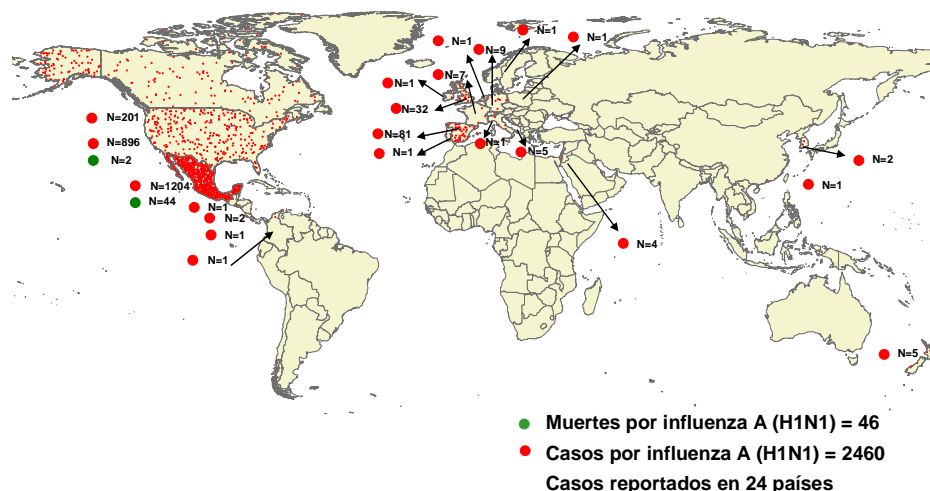 N=1
N=1
N=9
N=7
N=1
N=32
N=201
N=81
N=896
N=1
N=1
N=5
N=2
N=2
N=1204
N=1
N=44
N=1
N=2
N=1
N=4
N=1
N=5
Muertes por influenza A (H1N1) = 46
Casos por influenza A (H1N1) = 2460
Casos reportados en 24 países